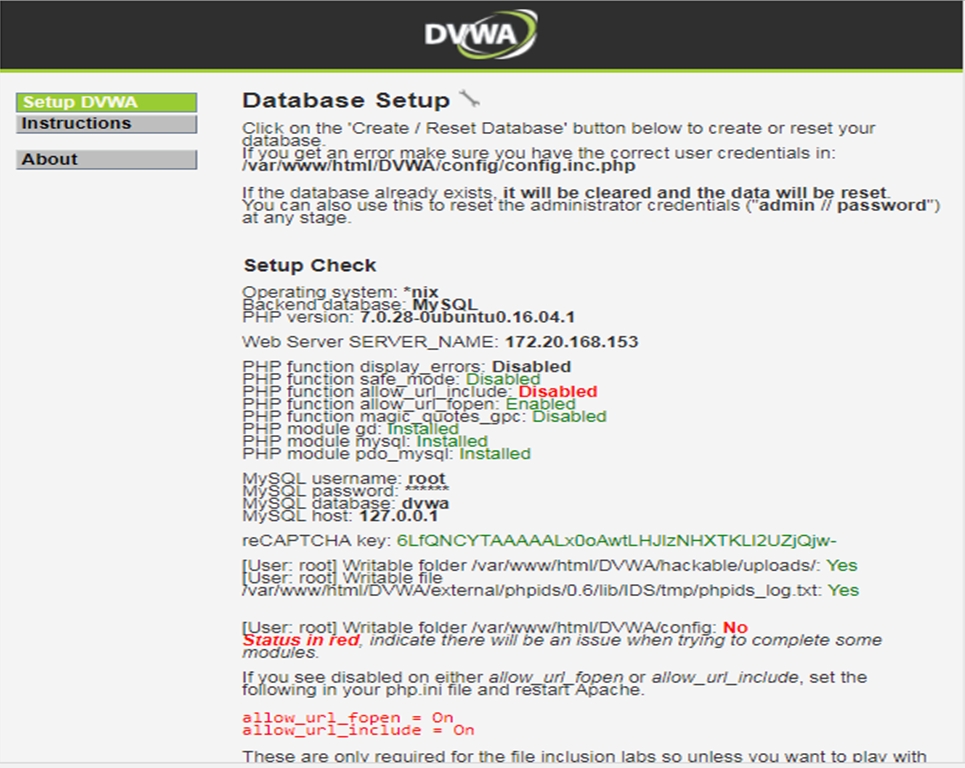 DVWA
Setup DVWA
Instructions
About
Database Setup
Click on the 'Create / Reset Database' button below to create or reset your
database.
If you get an error make sure you have the correct user credentials in:
/var/www/html/DVWA/config/config.inc.php
If the database already exists, it will be cleared and the data will be reset.
You can also use this to reset the administrator credentials ("admin // password")
at any stage.
Setup Check
Operating system: *nix
Backend database: MySQL
PHP version: 7.0.28-0ubuntu0.16.04.1
Web Server SERVER_NAME: 172.20.168.153
PHP function display_errors: Disabled
PHP function safe_mode: Disabled
PHP function allow_url_include: Disabled
PHP function allow_url_fopen: Enabled
PHP function magic_quotes_gpc: Disabled
PHP module gd: Installed
PHP module mysql: Installed
PHP module pdo_mysql: Installed
MySQL username: root
MySQL password: ******
MySQL database: dvwa
MySQL host: 127.0.0.1
reCAPTCHA key: 6LfQNCYTAAAAALx0oAwtLHJIzNHXTKLI2UZjQjw-
[User: root] Writable folder /var/www/html/DVWA/hackable/uploads/: Yes
[User: root] Writable file
/var/www/html/DVWA/external/phpids/0.6/lib/IDS/tmp/phpids_log.txt: Yes
[User: root] Writable folder /var/www/html/DVWA/config: No
Status in red, indicate there will be an issue when trying to complete some
modules.
If you see disabled on either allow_url_fopen or allow_url_include, set the
following in your php.ini file and restart Apache.
allow_url_fopen = On
allow_url_include = On
These are only required for the file inclusion labs so unless you want to play with